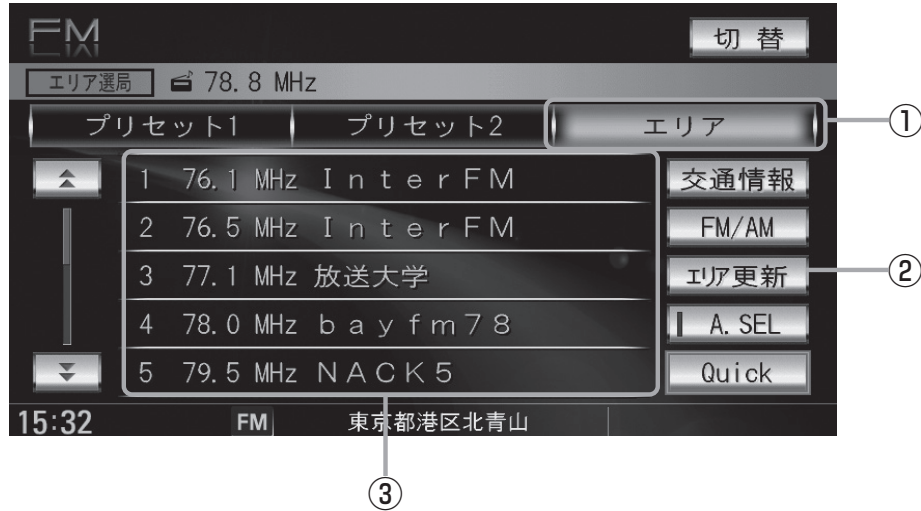 FM
切 替
エリア選局 78.8 MHz
プリセット1 プリセット2 エリア
①
1 76.1 MHz ＩｎｔｅｒＦＭ
2 76.5 MHz ＩｎｔｅｒＦＭ
3 77.1 MHz 放送大学
4 78.0 MHz ｂａｙｆｍ７８
5 79.5 MHz ＮＡＣＫ５
交通情報
FM/AM
エリア更新
②
A.SEL
Quick
15:32 FM 東京都港区北青山
③